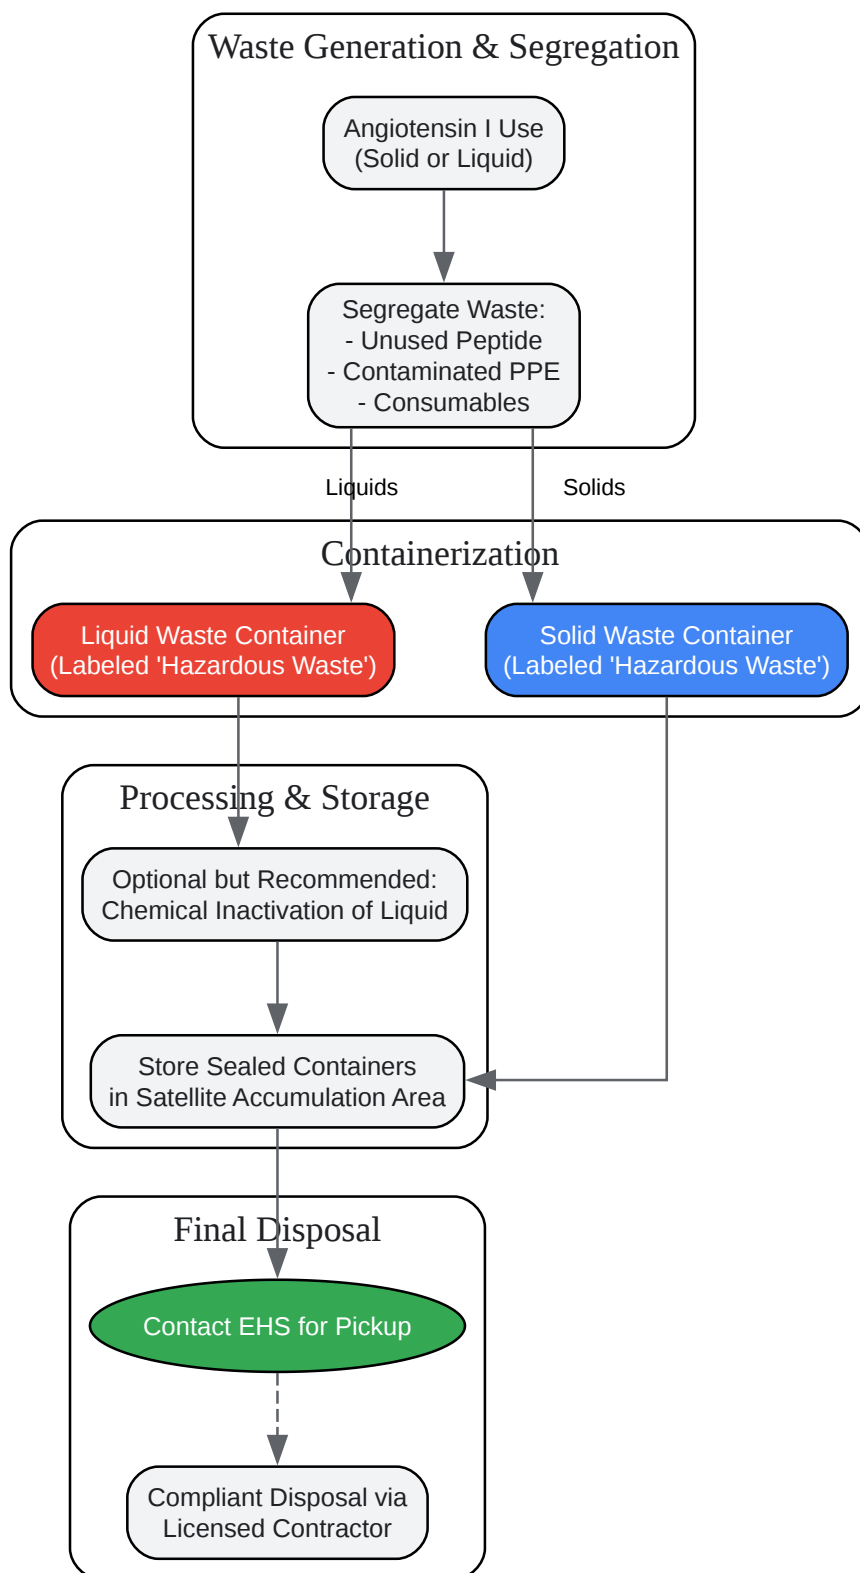 Waste Generation & Segregation
Angiotensin I Use
(Solid or Liquid)
Segregate Waste:
- Unused Peptide
- Contaminated PPE
- Consumables
Liquids
Solids
Containerization
Liquid Waste Container
(Labeled 'Hazardous Waste')
Solid Waste Container
(Labeled 'Hazardous Waste')
Processing & Storage
Optional but Recommended:
Chemical Inactivation of Liquid
Store Sealed Containers
in Satellite Accumulation Area
Final Disposal
Contact EHS for Pickup
Compliant Disposal via
Licensed Contractor